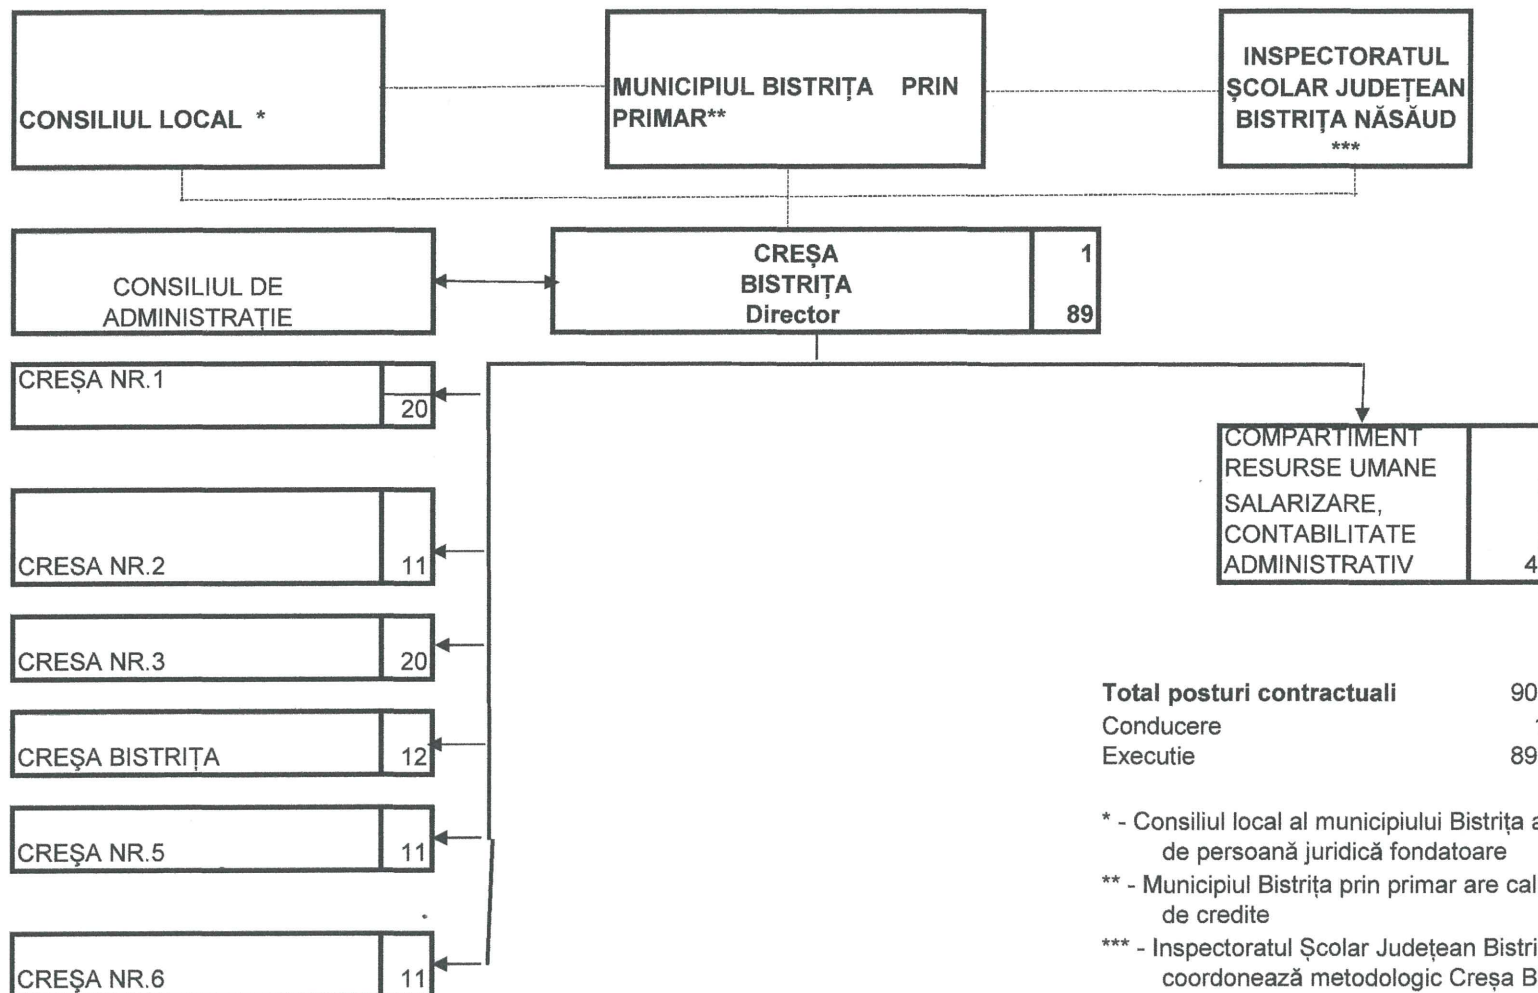 CONSILIUL LOCAL *
MUNICIPIUL BISTRIȚA PRIN
PRIMAR**
INSPECTORATUL
ȘCOLAR JUDEȚEAN
BISTRIȚA NĂSĂUD
***
CONSILIUL DE
ADMINISTRAȚIE
CREȘA
BISTRIȚA
Director
1
89
CREȘA NR.1
20
CRESA NR.2 11
CRESA NR.3 20
CREȘA BISTRIȚA 12
CREȘA NR.5 11
CREȘA NR.6 11
COMPARTIMENT
RESURSE UMANE
SALARIZARE,
CONTABILITATE
ADMINISTRATIV 4
Total posturi contractuali 90
Conducere
Executie 89
* - Consiliul local al municipiului Bistrița
de persoană juridică fondatoare
** - Municipiul Bistrița prin primar are
de credite
*** - Inspectoratul Școlar Județean
coordonează metodologic Creșa